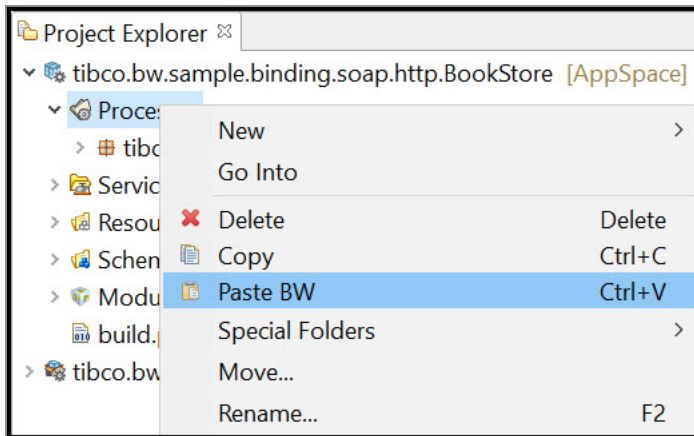 Project Explorer
tibco.bw.sample.binding.soap.http.BookStore [AppSpace]
Proce
New
tibc
Go Into
Servic
Resou
Delete Delete
Schem
Copy Ctrl+C
Modu
Paste BW Ctrl+V
build.
Special Folders
tibco.bw
Move...
Rename... F2